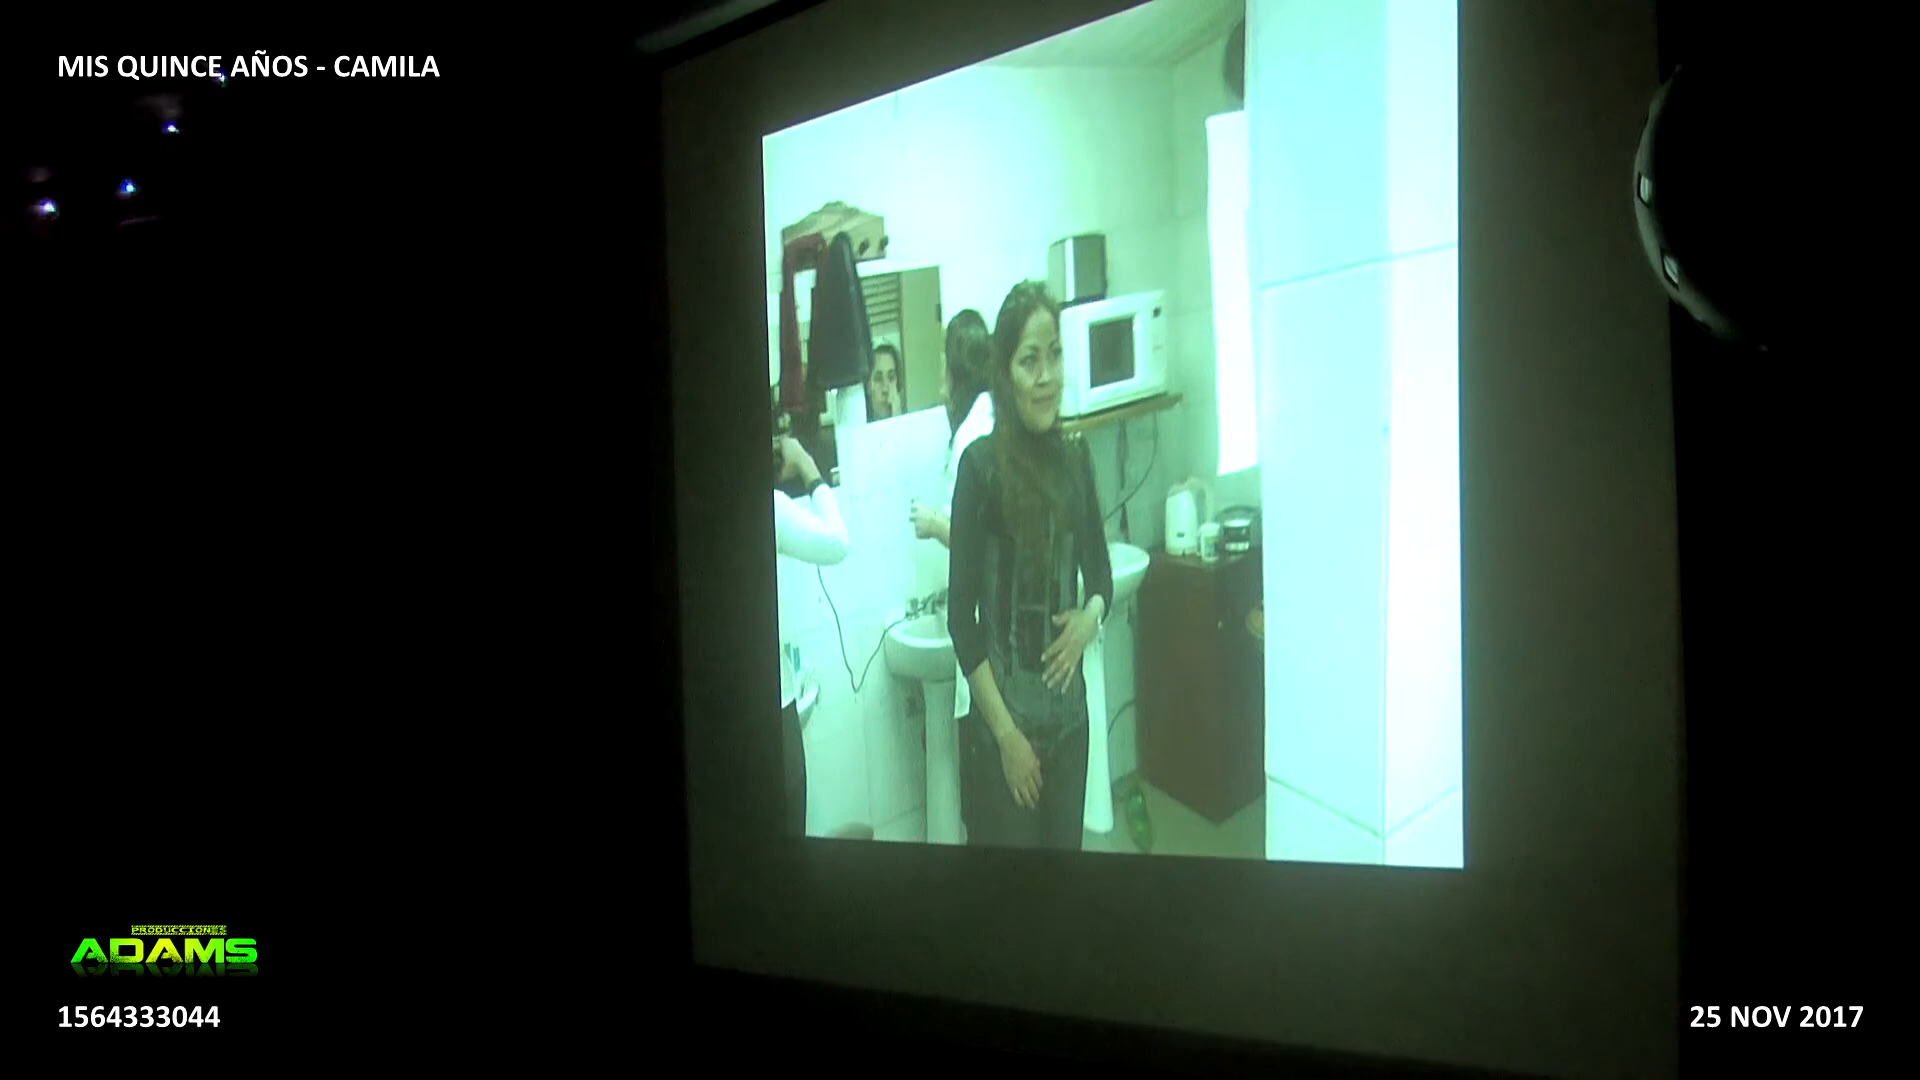 MIS QUINCE AÑOS - CAMILA
PRODUCCIONES
ADAMS
1564333044
25 NOV 2017